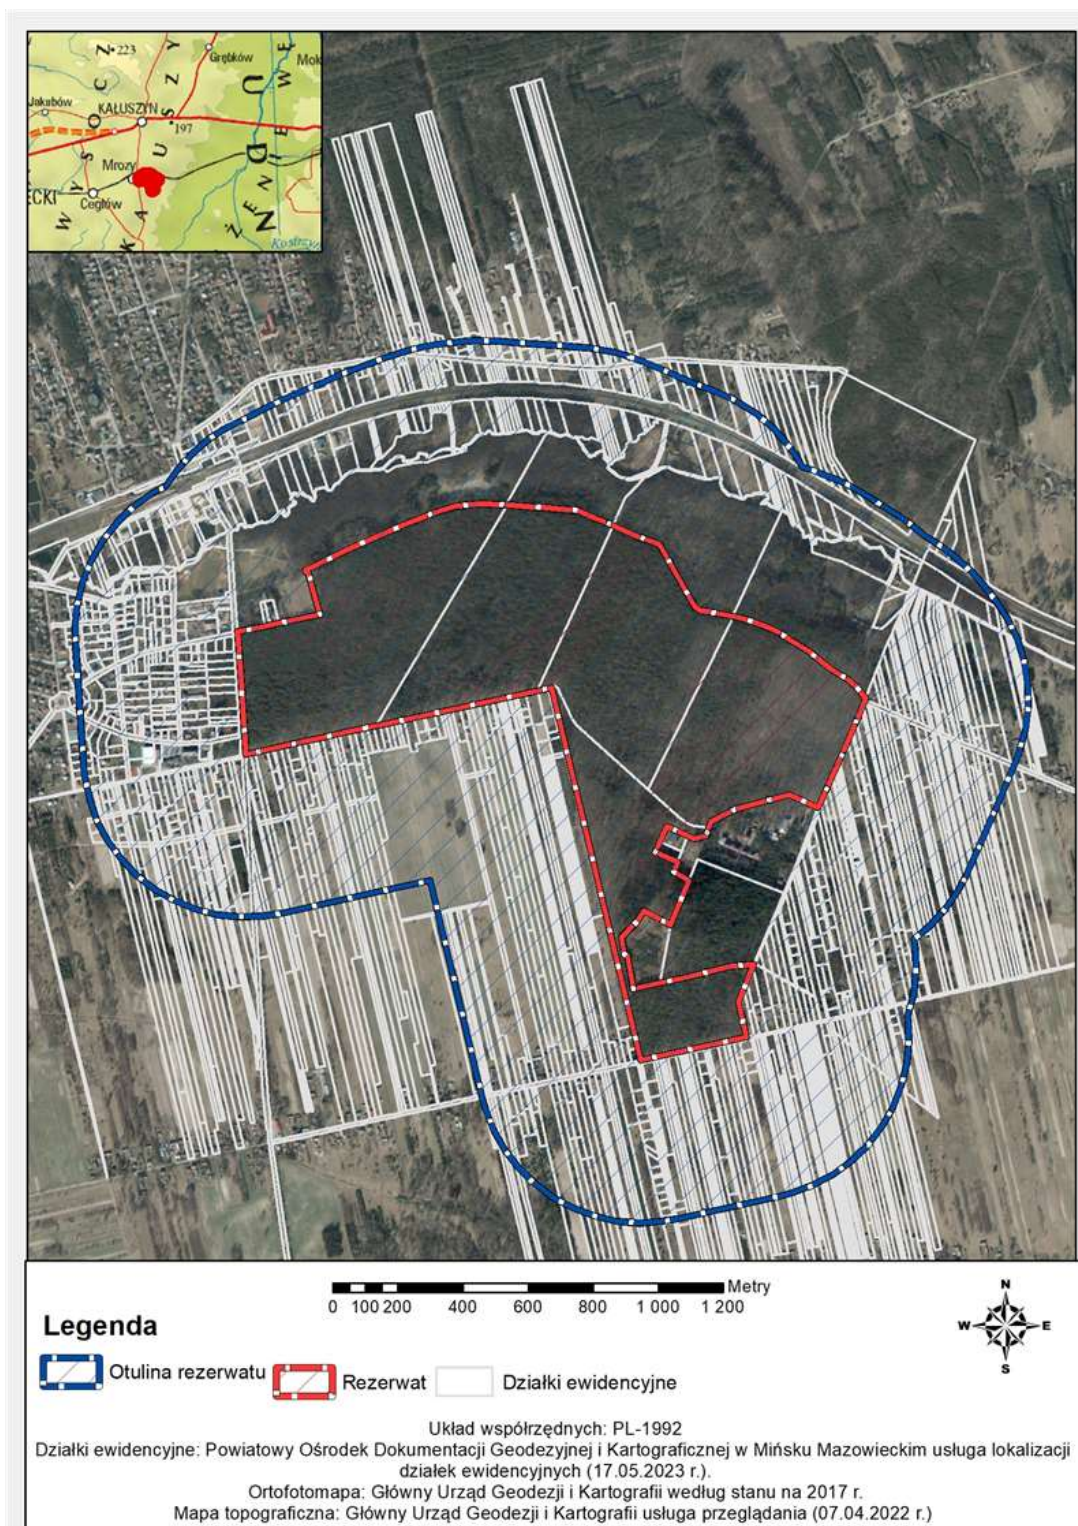 223
Grębków
Mok
Jakubów
KAŁUSZYN
197
Mrozy
Cegłów
ECKI
W Y S O C Z
K A Ł U S Z Y
Kostrzyń
Metry
0 100 200 400 600 800 1 000 1 200
N
W E
S
Legenda
Otulina rezerwatu
Rezerwat
Działki ewidencyjne
Układ współrzędnych: PL-1992
Działki ewidencyjne: Powiatowy Ośrodek Dokumentacji Geodezyjnej i Kartograficznej w Mińsku Mazowieckim usługa lokalizacji
działek ewidencyjnych (17.05.2023 r.).
Ortofotomapa: Główny Urząd Geodezji i Kartografii według stanu na 2017 r.
Mapa topograficzna: Główny Urząd Geodezji i Kartografii usługa przeglądania (07.04.2022 r.)